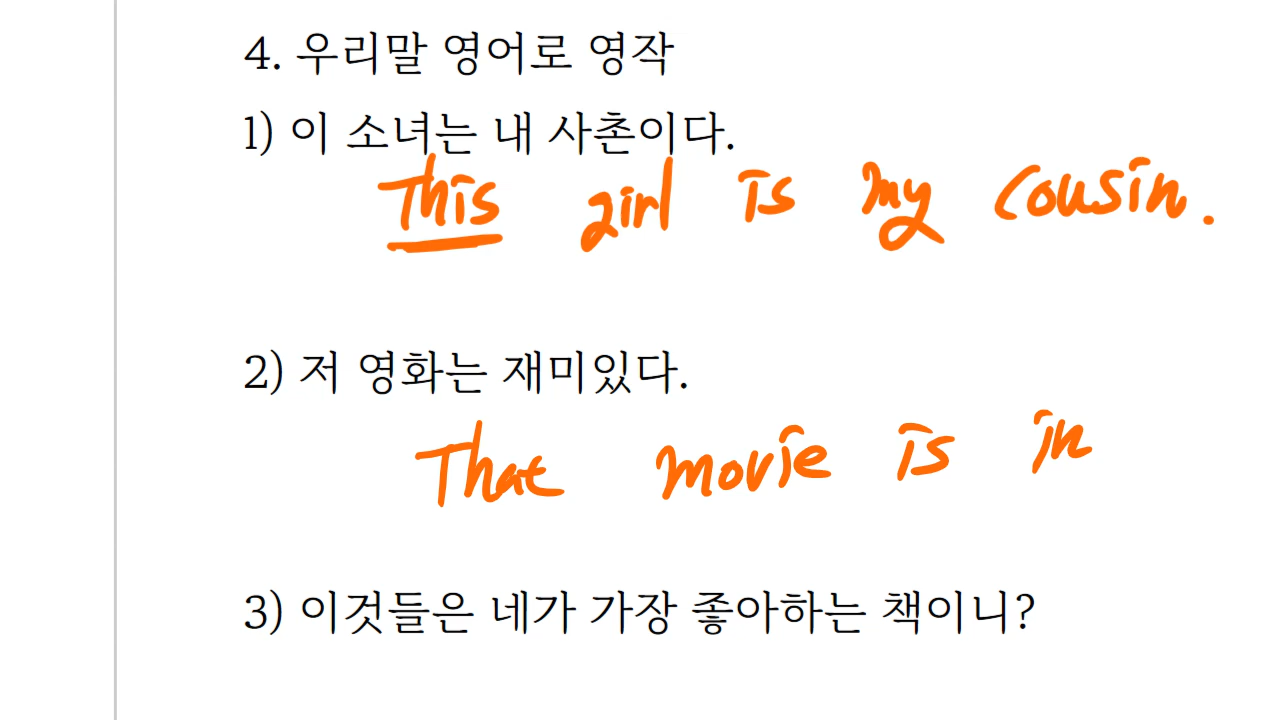 4. 우리말 영어로 영작
1) 이 소녀는 내 사촌이다.
This girl is my cousin.
2) 저 영화는 재미있다.
That movie is in
3) 이것들은 네가 가장 좋아하는 책이니?